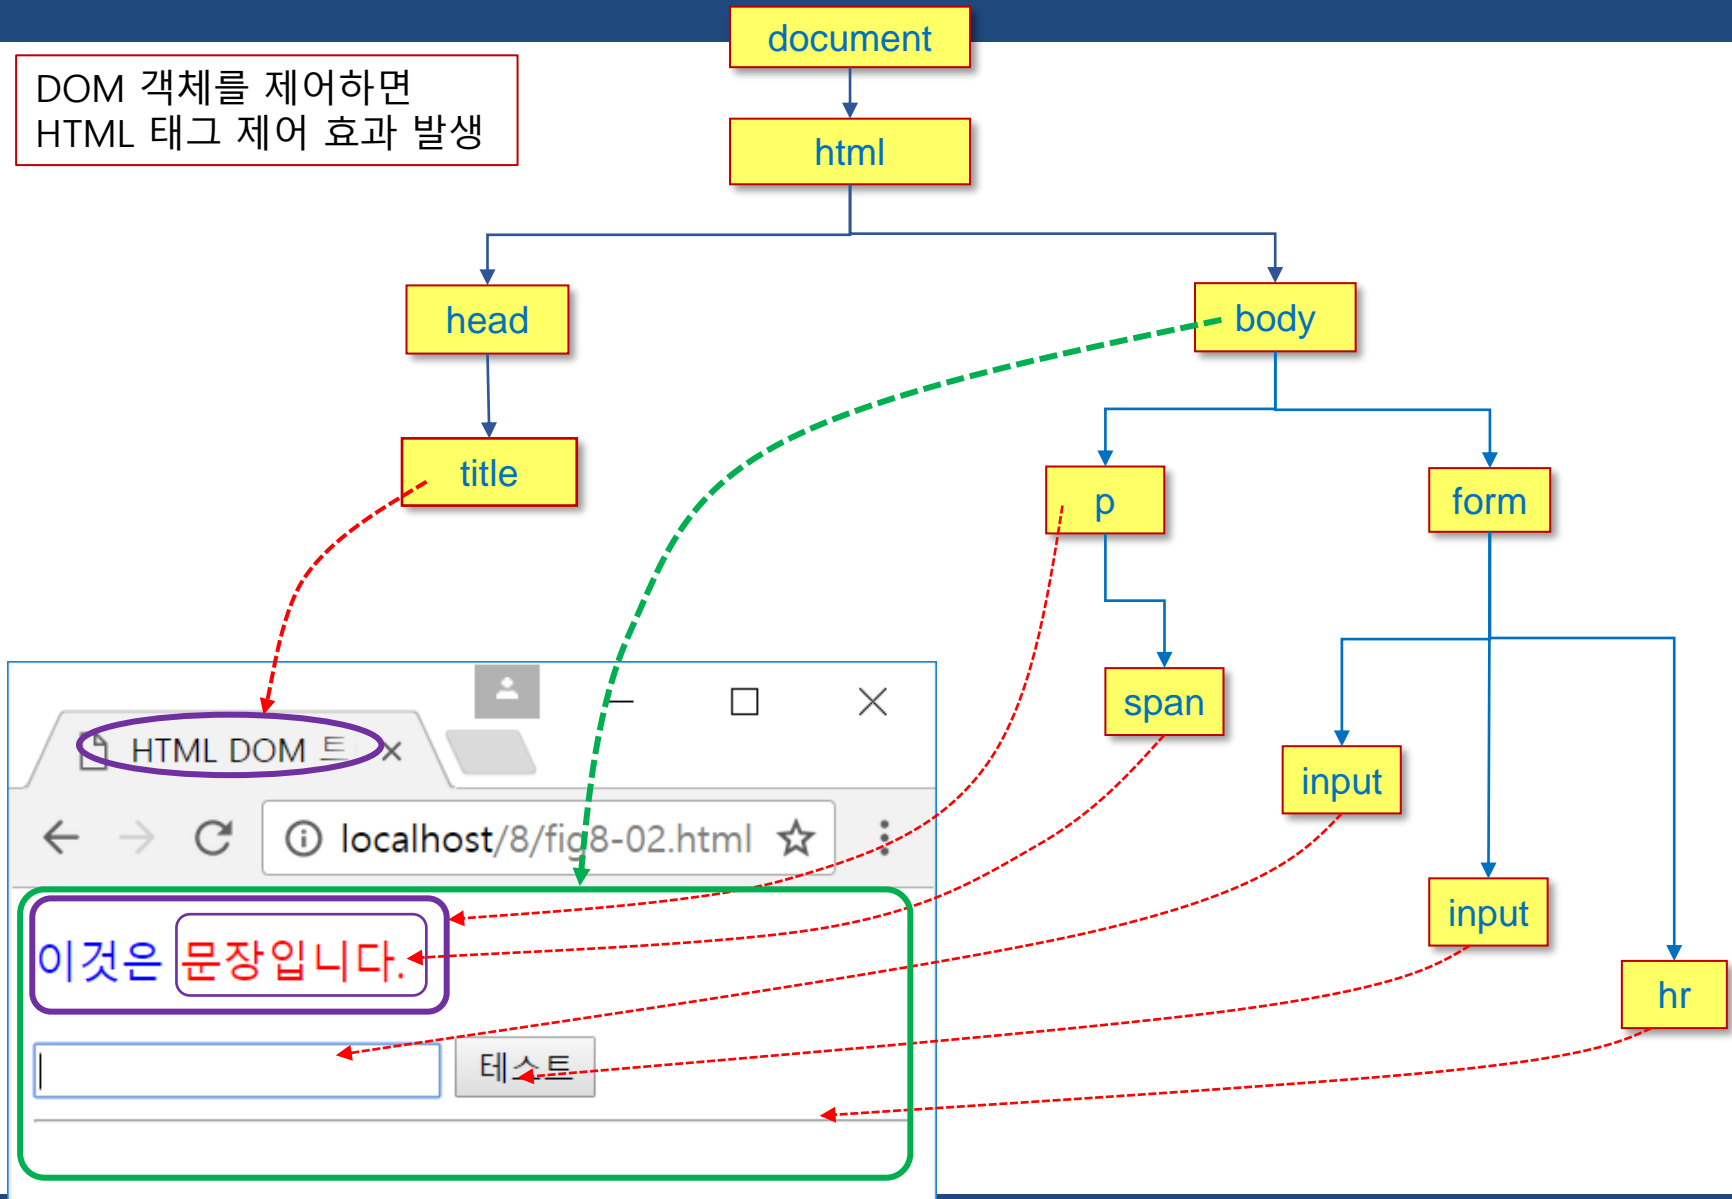 document
DOM 객체를 제어하면
HTML 태그 제어 효과 발생
html
head
body
title
p
form
span
input
input
hr
HTML DOM 트
localhost/8/fig8-02.html
이것은 문장입니다.
테스트